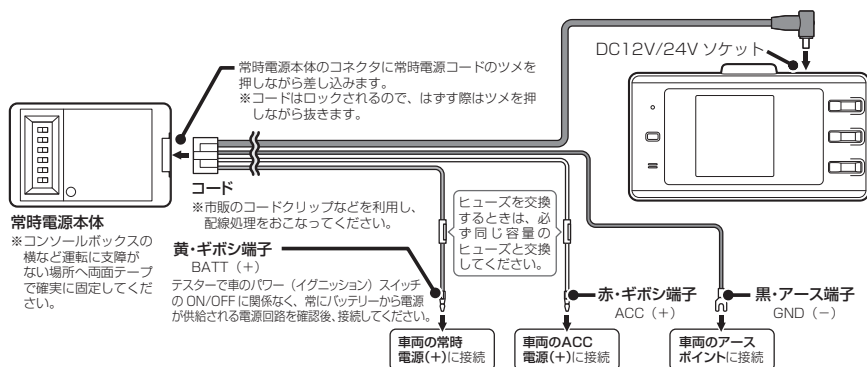 常時電源本体のコネクタに常時電源コードのツメを
押しながら差し込みます。
※コードはロックされるので、はずす際はツメを押
しながら抜きます。
DC12V/24V ソケット
常時電源本体
※コンソールボックスの
横など運転に支障が
ない場所へ両面テープ
で確実に固定してくだ
さい。
コード
※市販のコードクリップなどを利用し、
配線処理をおこなってください。
ヒューズを交換
するときは、必
ず同じ容量の
ヒューズと交換
してください。
黄・ギボシ端子
BATT（+）
テスターで車のパワー（イグニッション）スイッチ
の ON/OFF に関係なく、常にバッテリーから電源
が供給される電源回路を確認後、接続してください。
赤・ギボシ端子
ACC（+）
黒・アース端子
GND（−）
車両の常時
電源(+)に接続
車両のACC
電源(+)に接続
車両のアース
ポイントに接続